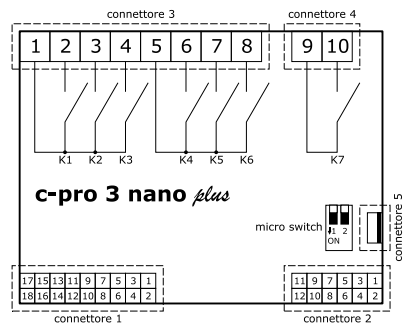 connettore 3
connettore 4
1 2 3 4 5 6 7 8
9 10
K1 K2 K3 K4 K5 K6 K7
c-pro 3 nano plus
micro switch
1 2
ON
connettore 5
17 15 13 11 9 7 5 3 1
18 16 14 12 10 8 6 4 2
11 9 7 5 3 1
12 10 8 6 4 2
connettore 1
connettore 2